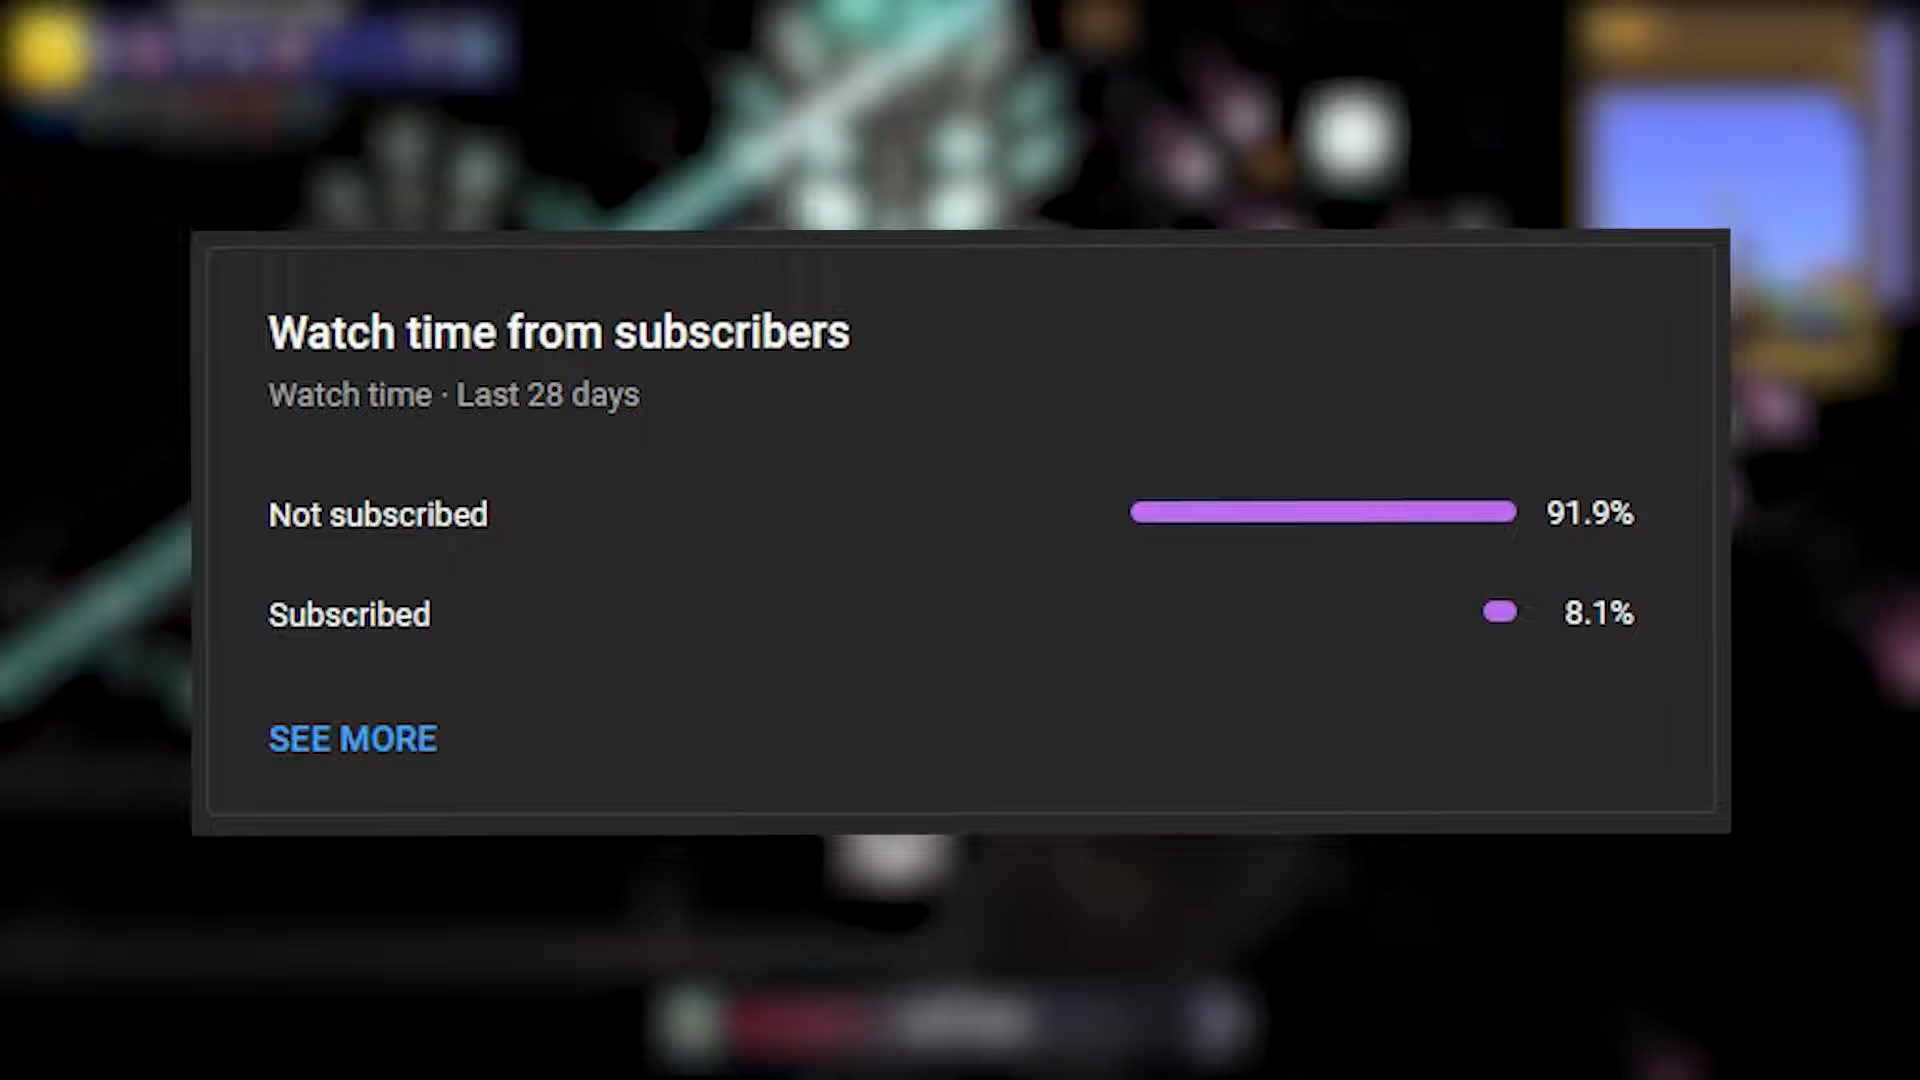 Watch time from subscribers
Watch time · Last 28 days
Not subscribed 91.9%
Subscribed 8.1%
SEE MORE